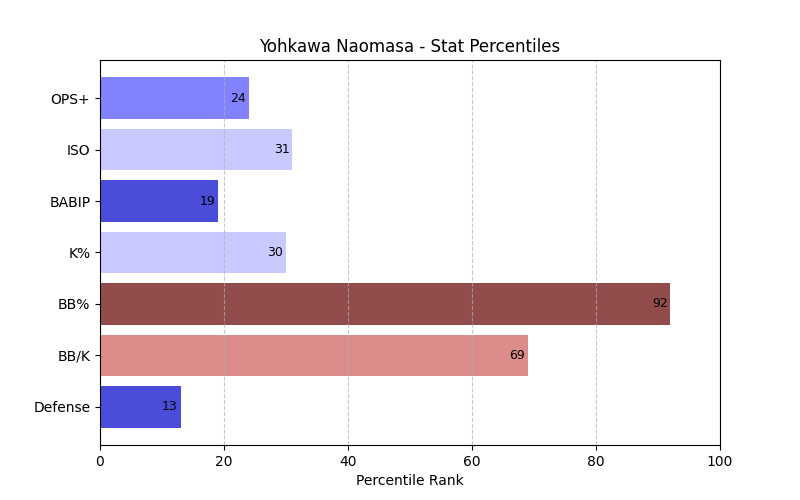 Yohkawa Naomasa - Stat Percentiles
OPS+ 24
ISO 31
BABIP 19
K% 30
BB% 92
BB/K 69
Defense 13
0 20 40 60 80 100
Percentile Rank